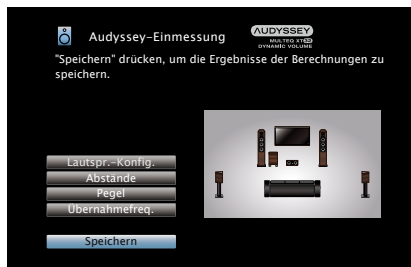 Audyssey-Einmessung
AUDYSSEY
MULTEQ XT32
DYNAMIC VOLUME
"Speichern" drücken, um die Ergebnisse der Berechnungen zu
speichern.
Lautspr.-Konfig.
Abstände
Pegel
Übernahmefreq.
Speichern